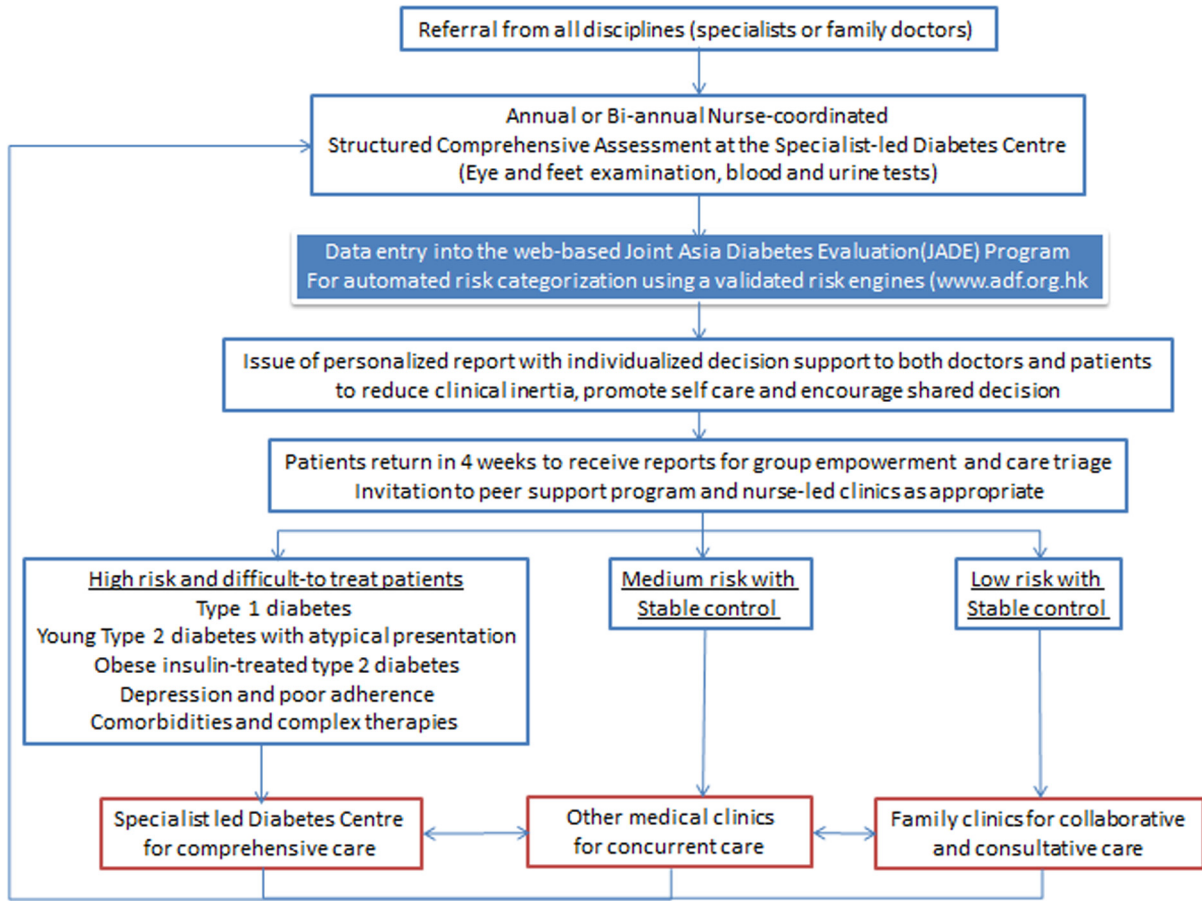 Referral from all disciplines (specialists or family doctors)
Annual or Bi-annual Nurse-coordinated
Structured Comprehensive Assessment at the Specialist-led Diabetes Centre
(Eye and feet examination, blood and urine tests)
Data entry into the web-based Joint Asia Diabetes Evaluation(JADE) Program
For automated risk categorization using a validated risk engines (www.adf.org.hk
Issue of personalized report with individualized decision support to both doctors and patients
to reduce clinical inertia, promote self care and encourage shared decision
Patients return in 4 weeks to receive reports for group empowerment and care triage
Invitation to peer support program and nurse-led clinics as appropriate
High risk and difficult-to treat patients
Type 1 diabetes
Young Type 2 diabetes with atypical presentation
Obese insulin-treated type 2 diabetes
Depression and poor adherence
Comorbidities and complex therapies
Medium risk with
Stable control
Low risk with
Stable control
Specialist led Diabetes Centre
for comprehensive care
Other medical clinics
for concurrent care
Family clinics for collaborative
and consultative care